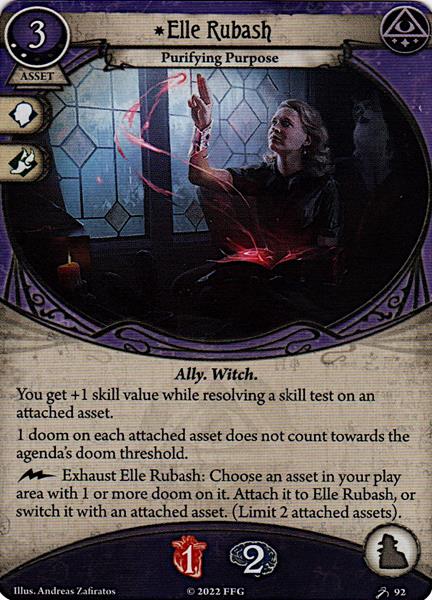 3
ASSET
*Elle Rubash
Purifying Purpose
Ally. Witch.
You get +1 skill value while resolving a skill test on an
attached asset.
1 doom on each attached asset does not count towards the
agenda's doom threshold.
Exhaust Elle Rubash: Choose an asset in your play
area with 1 or more doom on it. Attach it to Elle Rubash, or
switch it with an attached asset. (Limit 2 attached assets).
1
2
Illus. Andreas Zafiratos
© 2022 FFG
92